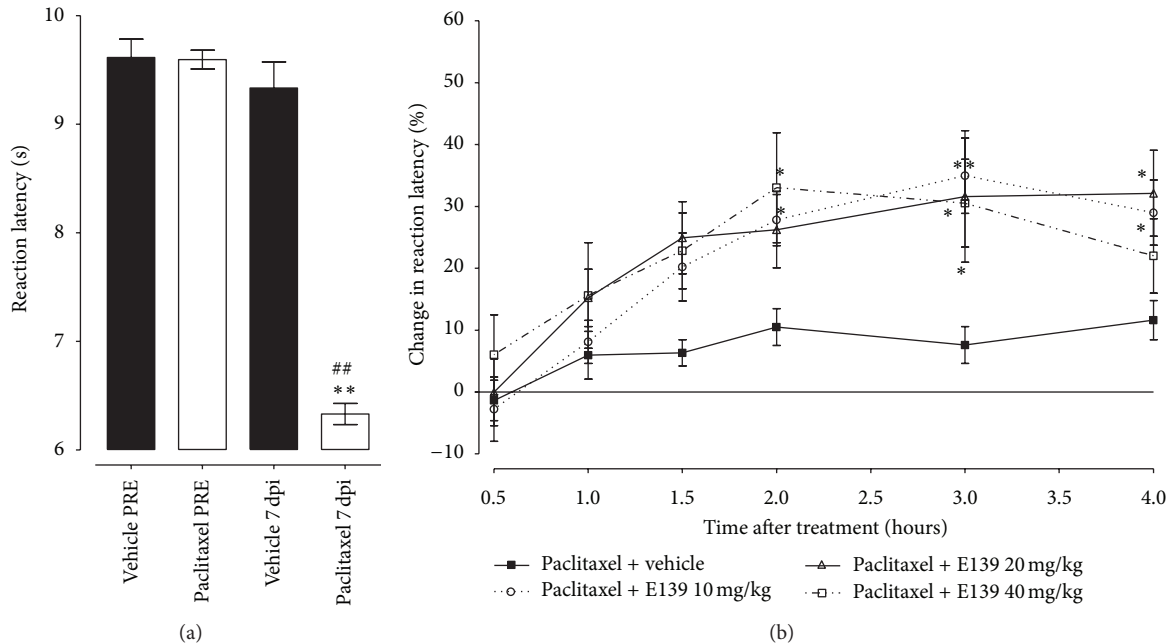 10
9
8
7
6
Reaction latency (s)
##
**
Vehicle PRE
Paclitaxel PRE
Vehicle 7 dpi
Paclitaxel 7 dpi
(a)
60
50
40
30
20
10
0
−10
Change in reaction latency (%)
*
*
**
*
*
*
*
0.5 1.0 1.5 2.0 2.5 3.0 3.5 4.0
Time after treatment (hours)
Paclitaxel + vehicle
Paclitaxel + E139 10 mg/kg
Paclitaxel + E139 20 mg/kg
Paclitaxel + E139 40 mg/kg
(b)